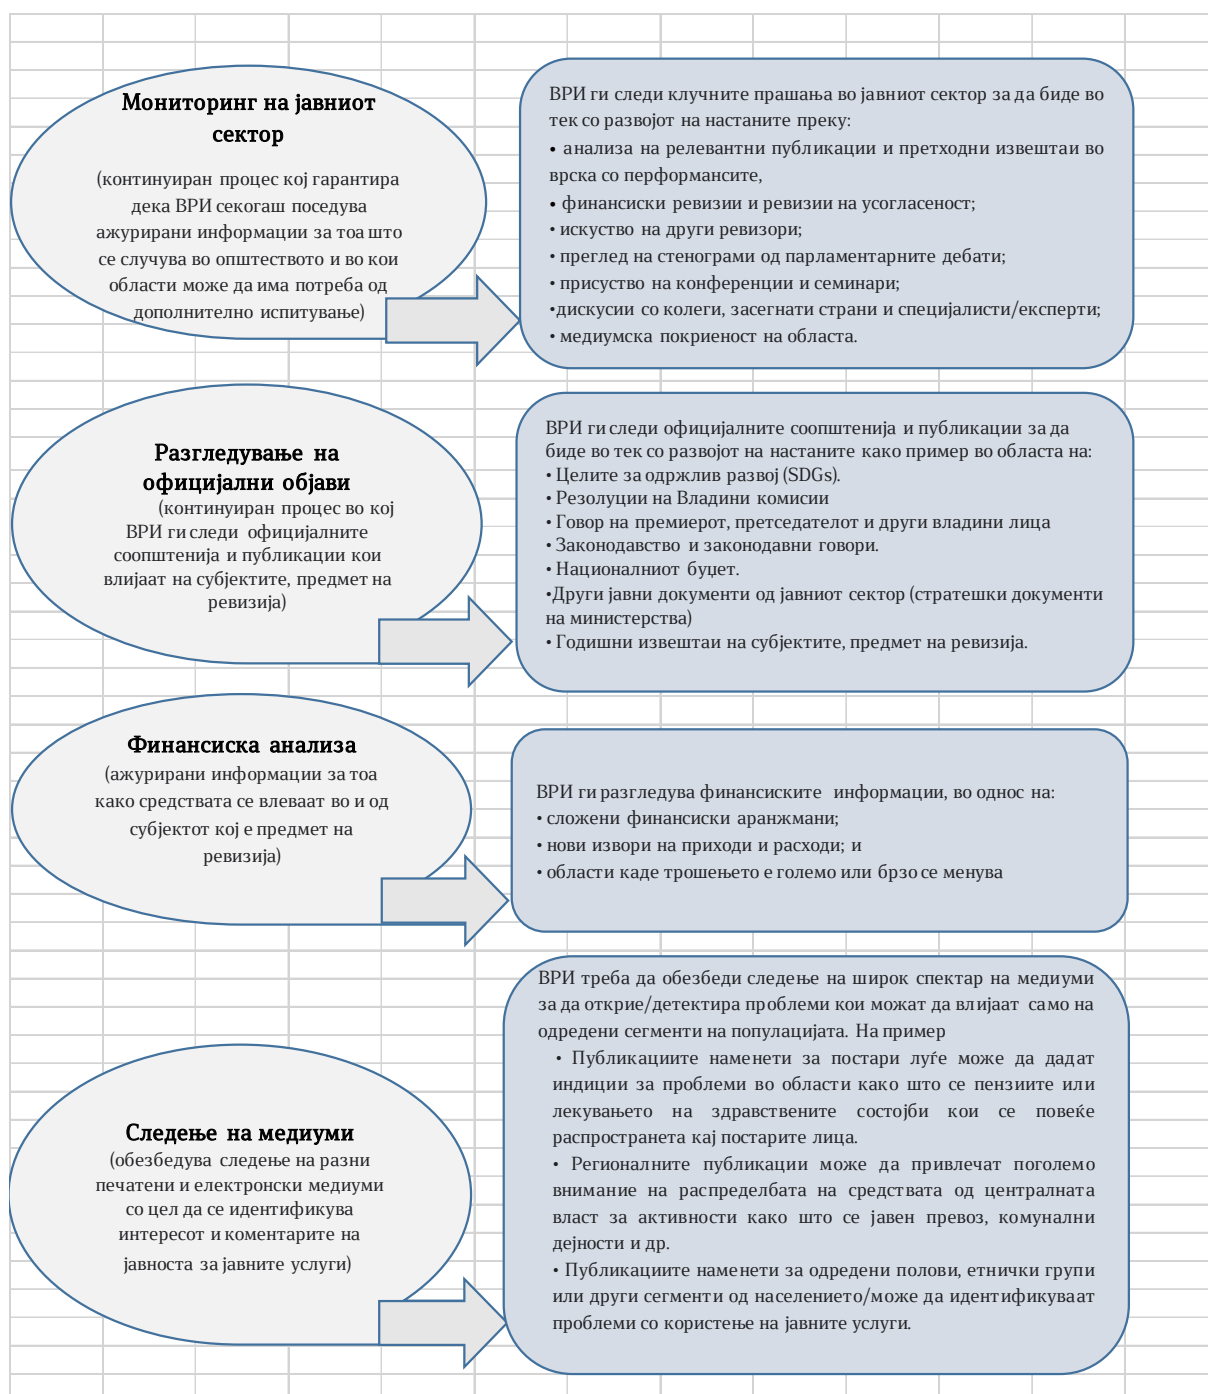 Мониторинг на јавниот
сектор
(континуиран процес кој гарантира
дека ВРИ секогаш поседува
ажурирани информации за тоа што
се случува во општеството и во кои
области може да има потреба од
дополнително испитување)
ВРИ ги следи клучните прашања во јавниот сектор за да биде во
тек со развојот на настаните преку:
• анализа на релевантни публикации и претходни извештаи во
врска со перформансите,
• финансиски ревизии и ревизии на усогласеност;
• искуство на други ревизори;
• преглед на стенограми од парламентарните дебати;
• присуство на конференции и семинари;
•дискусии со колеги, засегнати страни и специјалисти/експерти;
• медиумска покриеност на областа.
Разгледување на
официјални објави
(континуиран процес во кој
ВРИ ги следи официјалните
соопштенија и публикации кои
влијаат на субјектите, предмет на
ревизија)
ВРИ ги следи официјалните соопштенија и публикации за да
биде во тек со развојот на настаните како пример во областа на:
• Целите за одржлив развој (SDGs).
• Резолуции на Владини комисии
• Говор на премиерот, претседателот и други владини лица
• Законодавство и законодавни говори.
• Националниот буџет.
•Други јавни документи од јавниот сектор (стратешки документи
на министерства)
• Годишни извештаи на субјектите, предмет на ревизија.
Финансиска анализа
(ажурирани информации за тоа
како средствата се влеваат во и од
субјектот кој е предмет на
ревизија)
ВРИ ги разгледува финансиските информации, во однос на:
• сложени финансиски аранжмани;
• нови извори на приходи и расходи; и
• области каде трошењето е големо или брзо се менува
Следење на медиуми
(обезбедува следење на разни
печатени и електронски медиуми
со цел да се идентификува
интересот и коментарите на
јавноста за јавните услуги)
ВРИ треба да обезбеди следење на широк спектар на медиуми
за да открие/детектира проблеми кои можат да влијаат само на
одредени сегменти на популацијата. На пример
• Публикациите наменети за постари луѓе може да дадат
индиции за проблеми во области како што се пензиите или
лекувањето на здравствените состојби кои се повеќе
распространета кај постарите лица.
• Регионалните публикации може да привлечат поголемо
внимание на распределбата на средствата од централната
власт за активности како што се јавен превоз, комунални
дејности и др.
• Публикациите наменети за одредени полови, етнички групи
или други сегменти од населението/може да идентификуваат
проблеми со користење на јавните услуги.